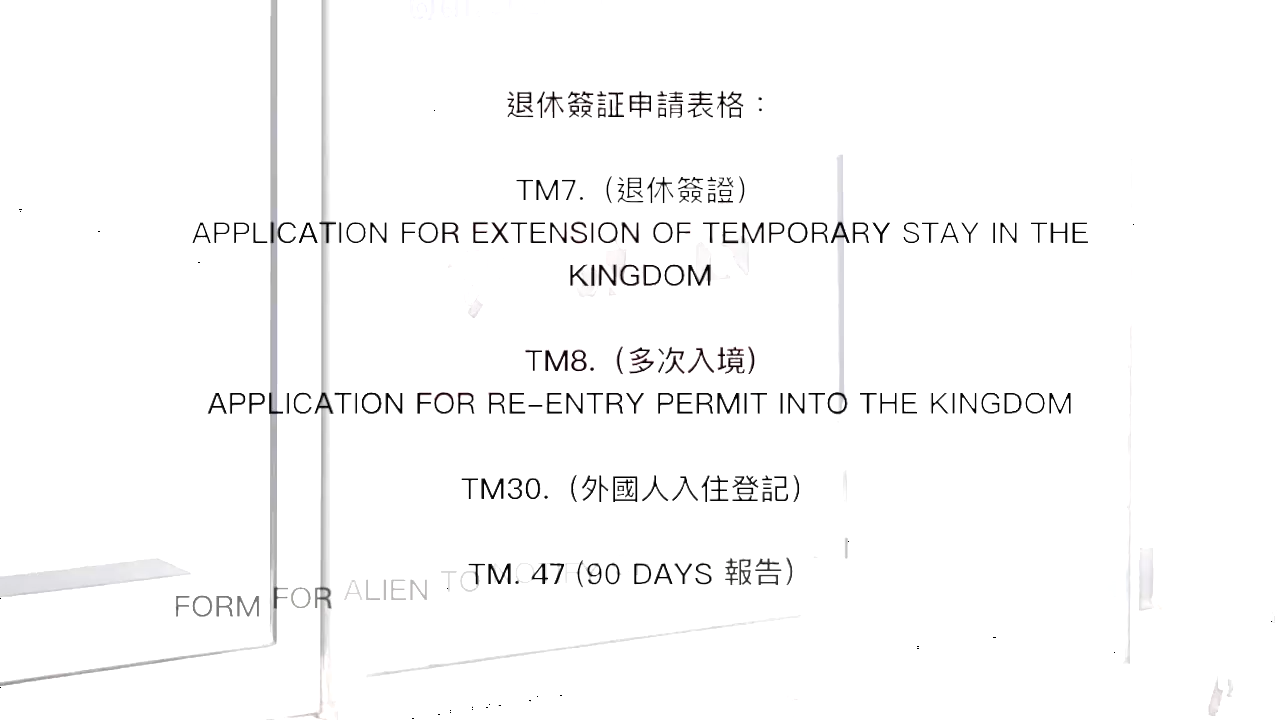 退休簽証申請表格：
TM7.（退休簽證）
APPLICATION FOR EXTENSION OF TEMPORARY STAY IN THE
KINGDOM
TM8.（多次入境）
APPLICATION FOR RE-ENTRY PERMIT INTO THE KINGDOM
TM30.（外國人入住登記）
TM. 47 (90 DAYS 報告)
FORM FOR ALIEN TO